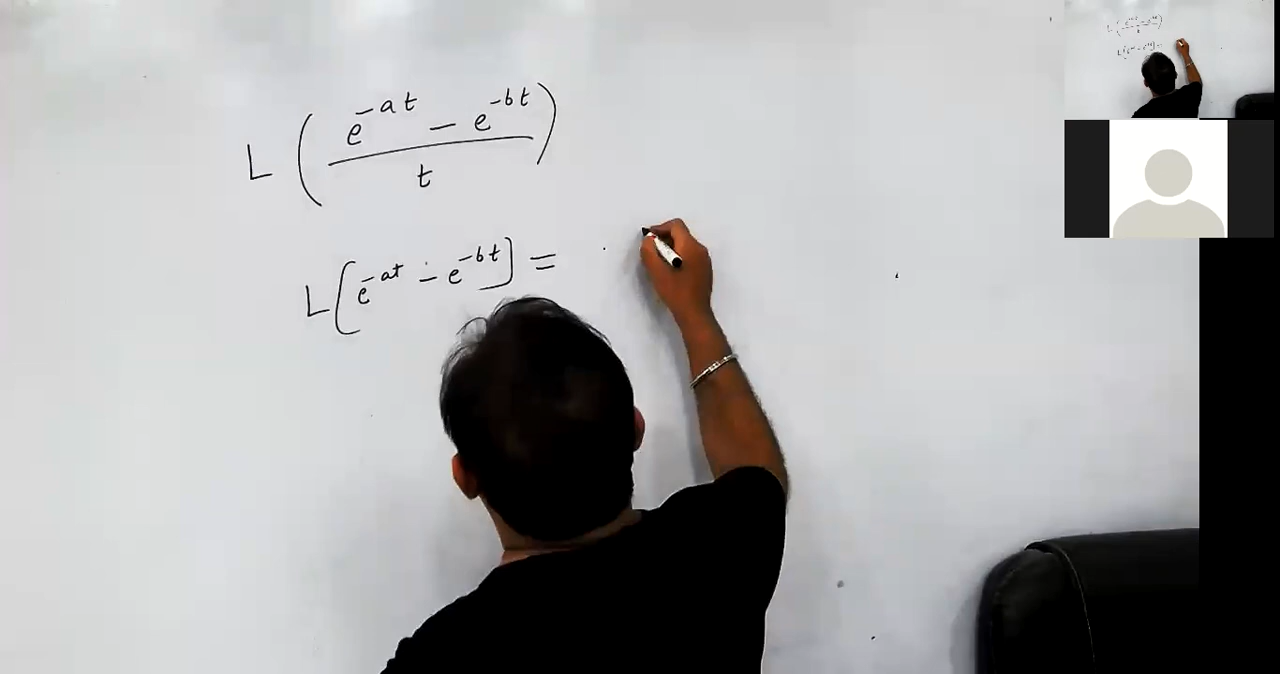 L ( e^-at - e^-bt / t )
L [ e^-at - e^-bt ] =